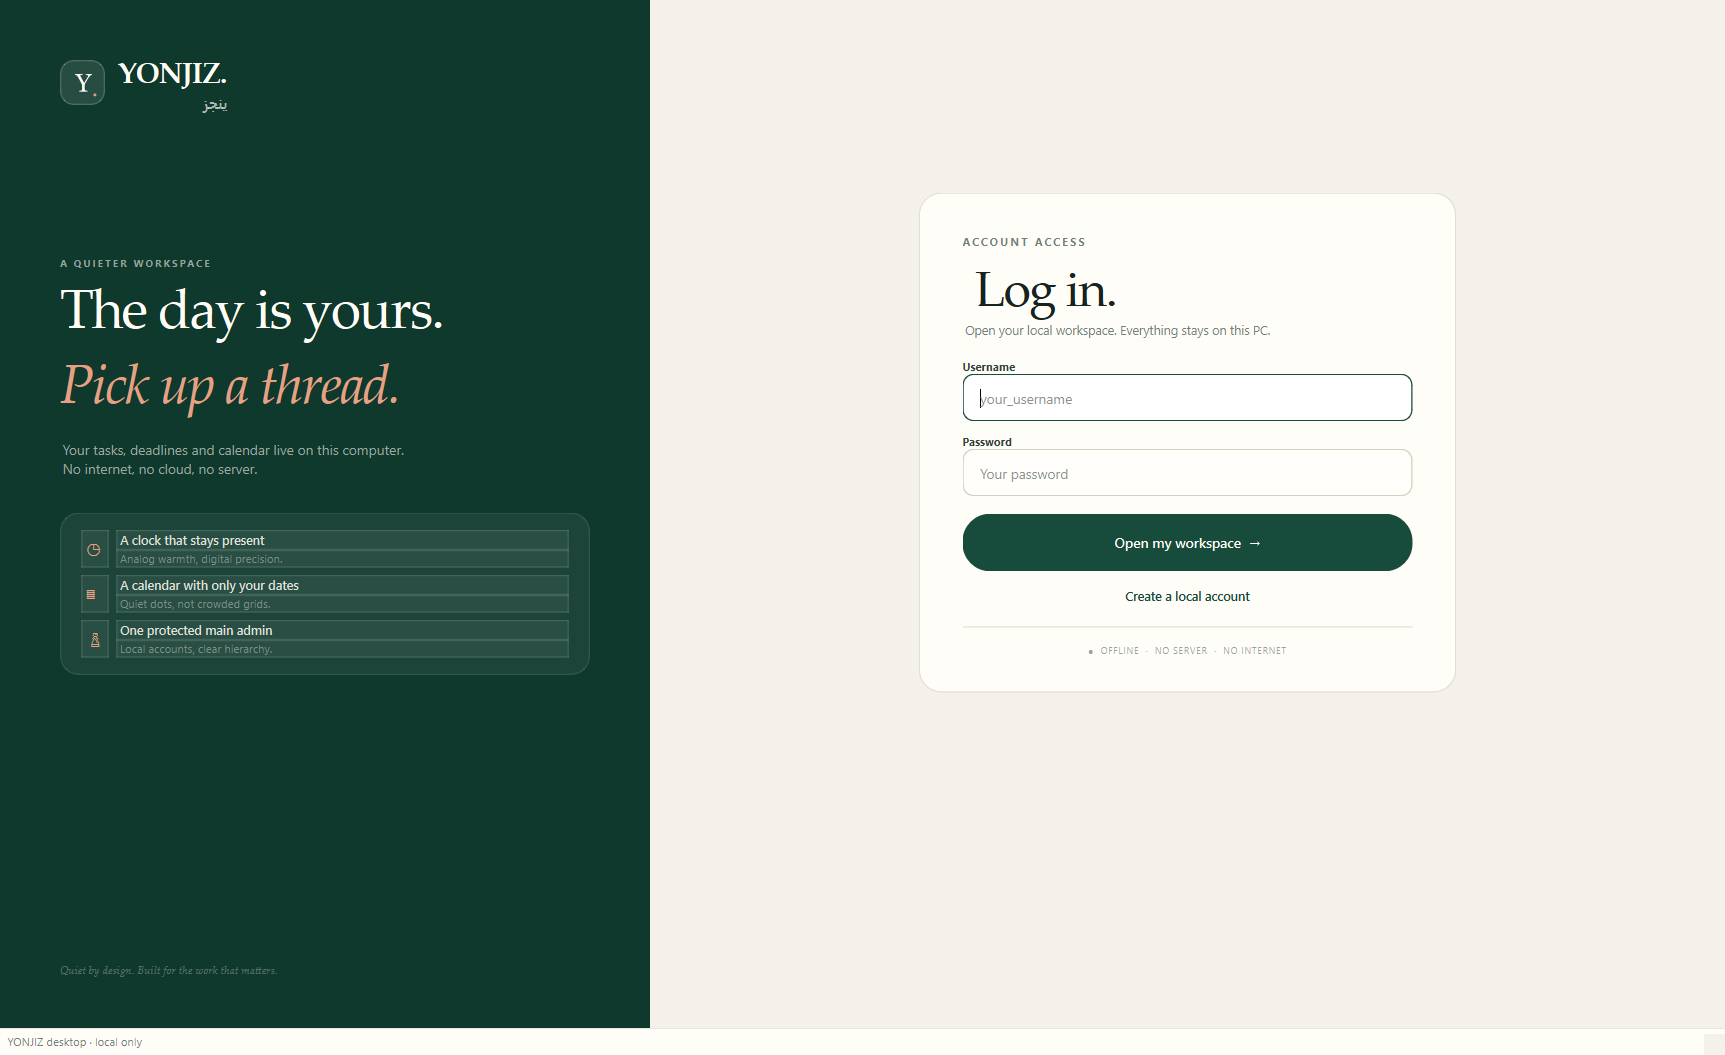 Y.
YONJIZ.
ينجز
A QUIETER WORKSPACE
The day is yours.
Pick up a thread.
Your tasks, deadlines and calendar live on this computer.
No internet, no cloud, no server.
A clock that stays present
Analog warmth, digital precision.
A calendar with only your dates
Quiet dots, not crowded grids.
One protected main admin
Local accounts, clear hierarchy.
Quiet by design. Built for the work that matters.
ACCOUNT ACCESS
Log in.
Open your local workspace. Everything stays on this PC.
Username
your_username
Password
Your password
Open my workspace →
Create a local account
● OFFLINE · NO SERVER · NO INTERNET
YONJIZ desktop · local only